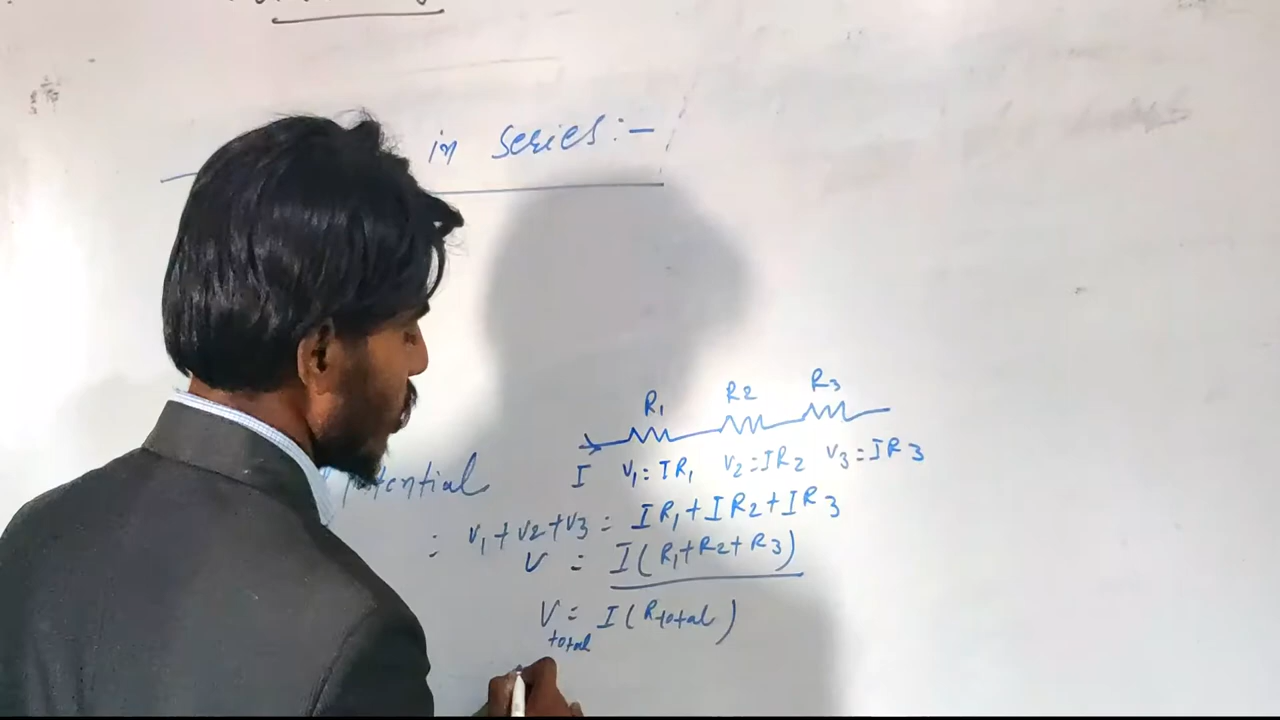 in series:-
R1 R2 R3
I V1=IR1 V2=IR2 V3=IR3
potential
= V1+V2+V3 = IR1+IR2+IR3
V = I(R1+R2+R3)
V total = I(Rtotal)